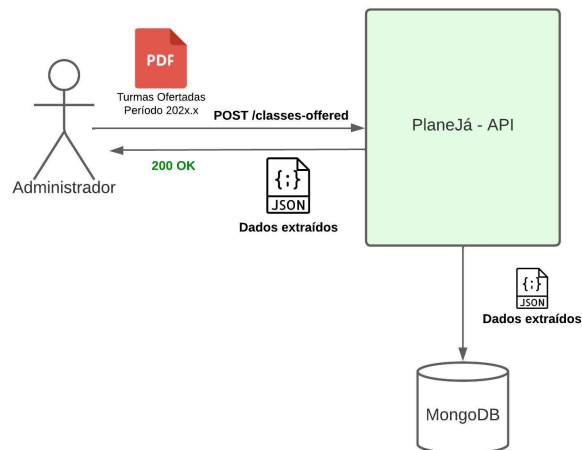 PDF
Turmas Ofertadas
Período 202x.x
POST /classes-offered
PlaneJá - API
200 OK
Administrador
{;}
JSON
Dados extraídos
{;}
JSON
Dados extraídos
MongoDB